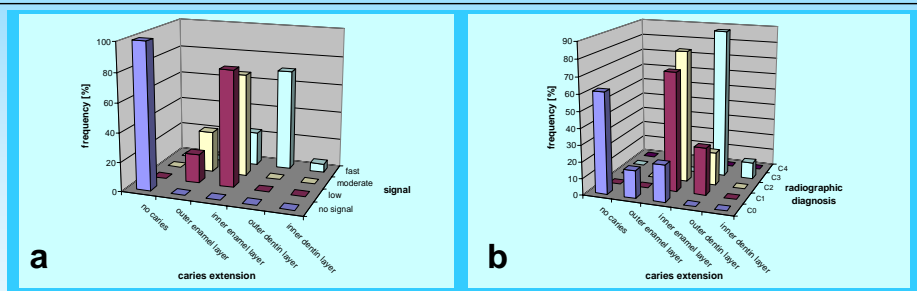 100
80
60
40
20
0
frequency [%]
no caries
outer enamel layer
inner enamel layer
outer dentin layer
inner dentin layer
caries extension
fast
moderate
low
no signal
signal
a
90
80
70
60
50
40
30
20
10
0
frequency [%]
no caries
outer enamel layer
inner enamel layer
outer dentin layer
inner dentin layer
caries extension
C4
C3
C2
C1
C0
radiographic
diagnosis
b